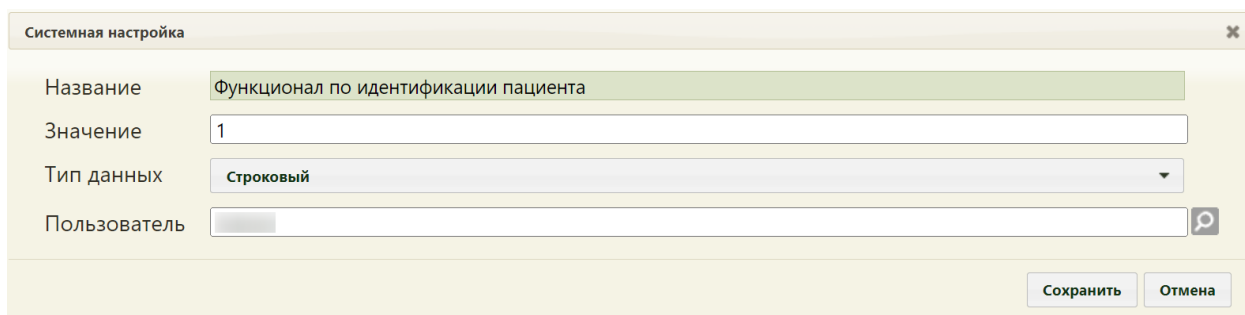 Системная настройка
Название Функционал по идентификации пациента
Значение 1
Тип данных Строковый
Пользователь
Сохранить Отмена